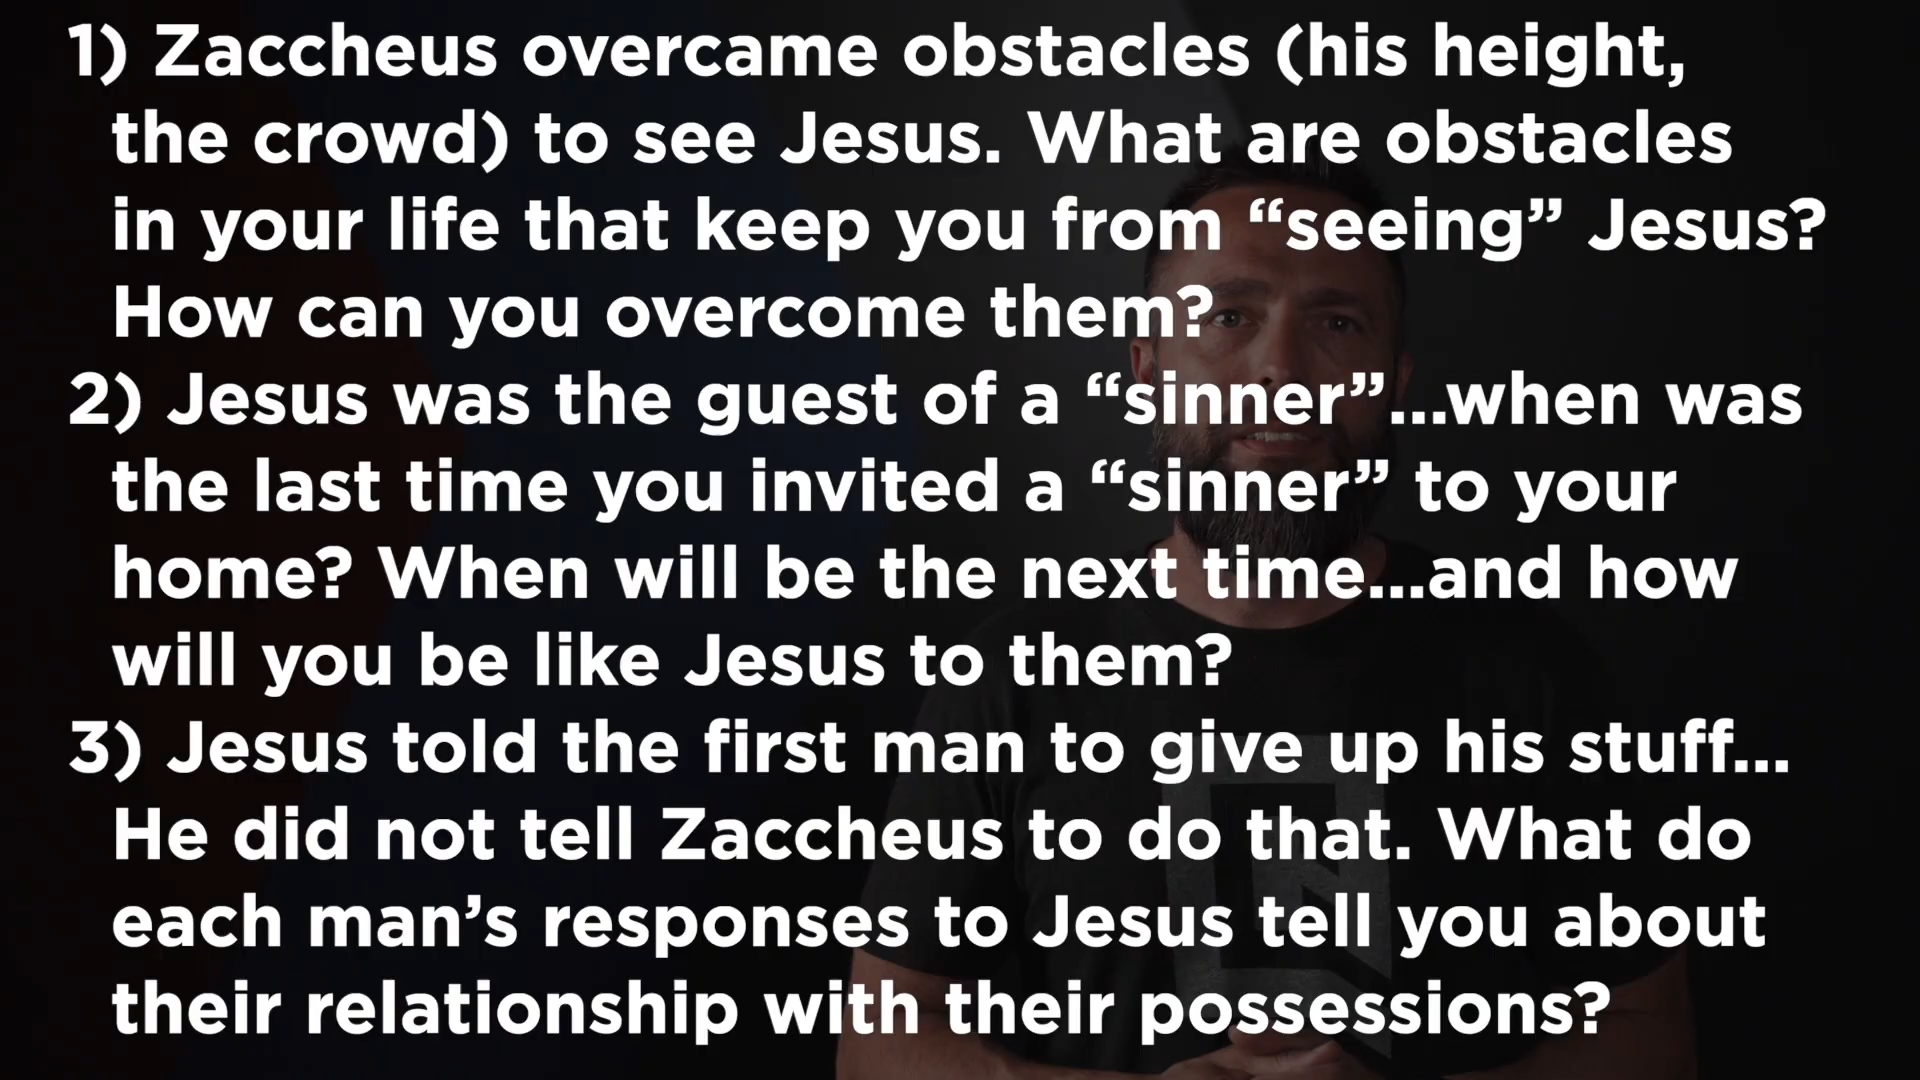 1) Zaccheus overcame obstacles (his height,
the crowd) to see Jesus. What are obstacles
in your life that keep you from “seeing” Jesus?
How can you overcome them?
2) Jesus was the guest of a “sinner”...when was
the last time you invited a “sinner” to your
home? When will be the next time...and how
will you be like Jesus to them?
3) Jesus told the first man to give up his stuff...
He did not tell Zaccheus to do that. What do
each man’s responses to Jesus tell you about
their relationship with their possessions?